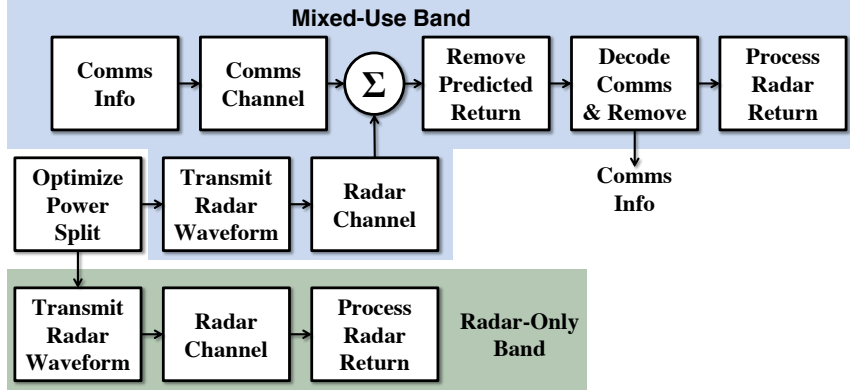 Mixed-Use Band
Comms
Info
Comms
Channel
Σ
Remove
Predicted
Return
Decode
Comms
& Remove
Process
Radar
Return
Comms
Info
Optimize
Power
Split
Transmit
Radar
Waveform
Radar
Channel
Transmit
Radar
Waveform
Radar
Channel
Process
Radar
Return
Radar-Only
Band